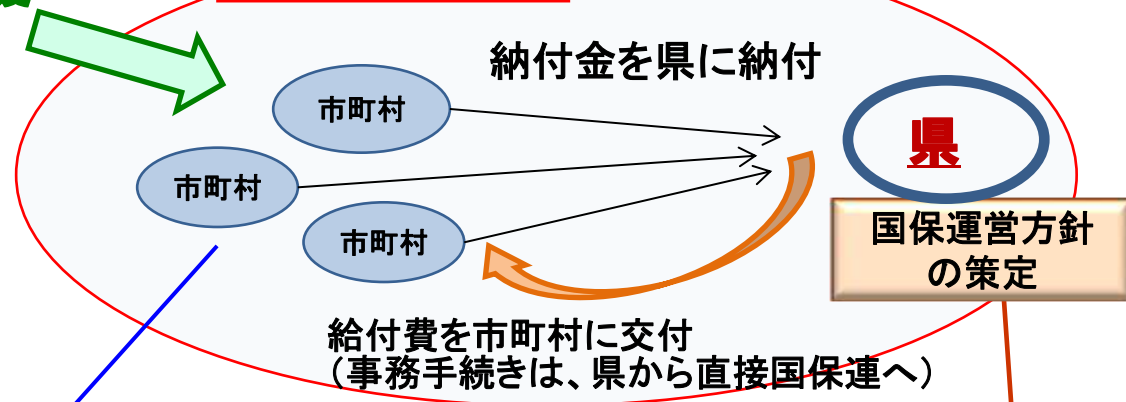 納付金を県に納付
市町村
県
市町村
市町村
国保運営方針
の策定
給付費を市町村に交付
（事務手続きは、県から直接国保連へ）